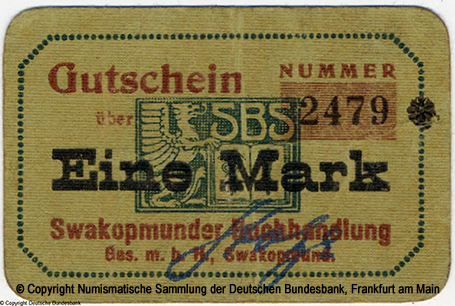 Gutschein
NUMMER
über
2479
SBS
Eine Mark
Swakopmunder Buchhandlung
Ges. m. b. H., Swakopmund.
© Copyright Numismatische Sammlung der Deutschen Bundesbank, Frankfurt am Main
© Copyright Deutsche Bundesbank.